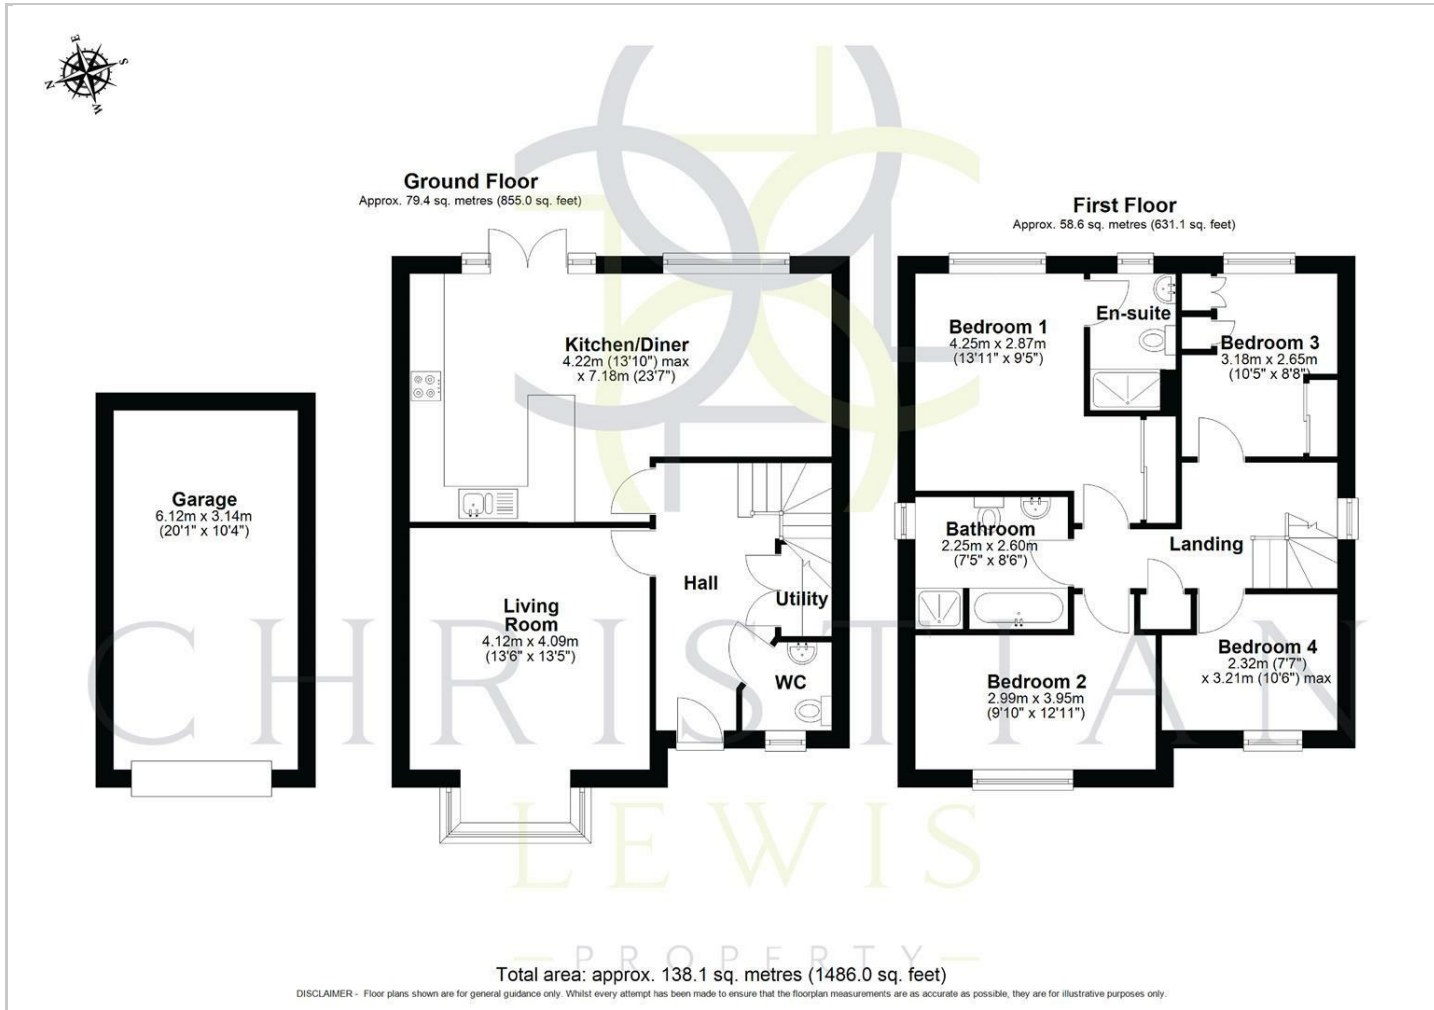 E
S
N
W
Ground Floor
Approx. 79.4 sq. metres (855.0 sq. feet)
First Floor
Approx. 58.6 sq. metres (631.1 sq. feet)
Kitchen/Diner
4.22m (13'10") max
x 7.18m (23'7")
Garage
6.12m x 3.14m
(20'1" x 10'4")
Living
Room
4.12m x 4.09m
(13'6" x 13'5")
Hall
Utility
WC
Bedroom 1
4.25m x 2.87m
(13'11" x 9'5")
En-suite
Bedroom 3
3.18m x 2.65m
(10'5" x 8'8")
Bathroom
2.25m x 2.60m
(7'5" x 8'6")
Landing
Bedroom 2
2.99m x 3.95m
(9'10" x 12'11")
Bedroom 4
2.32m (7'7")
x 3.21m (10'6") max
CHRISTIAN
LEWIS
PROPERTY
Total area: approx. 138.1 sq. metres (1486.0 sq. feet)
DISCLAIMER - Floor plans shown are for general guidance only. Whilst every attempt has been made to ensure that the floorplan measurements are as accurate as possible, they are for illustrative purposes only.